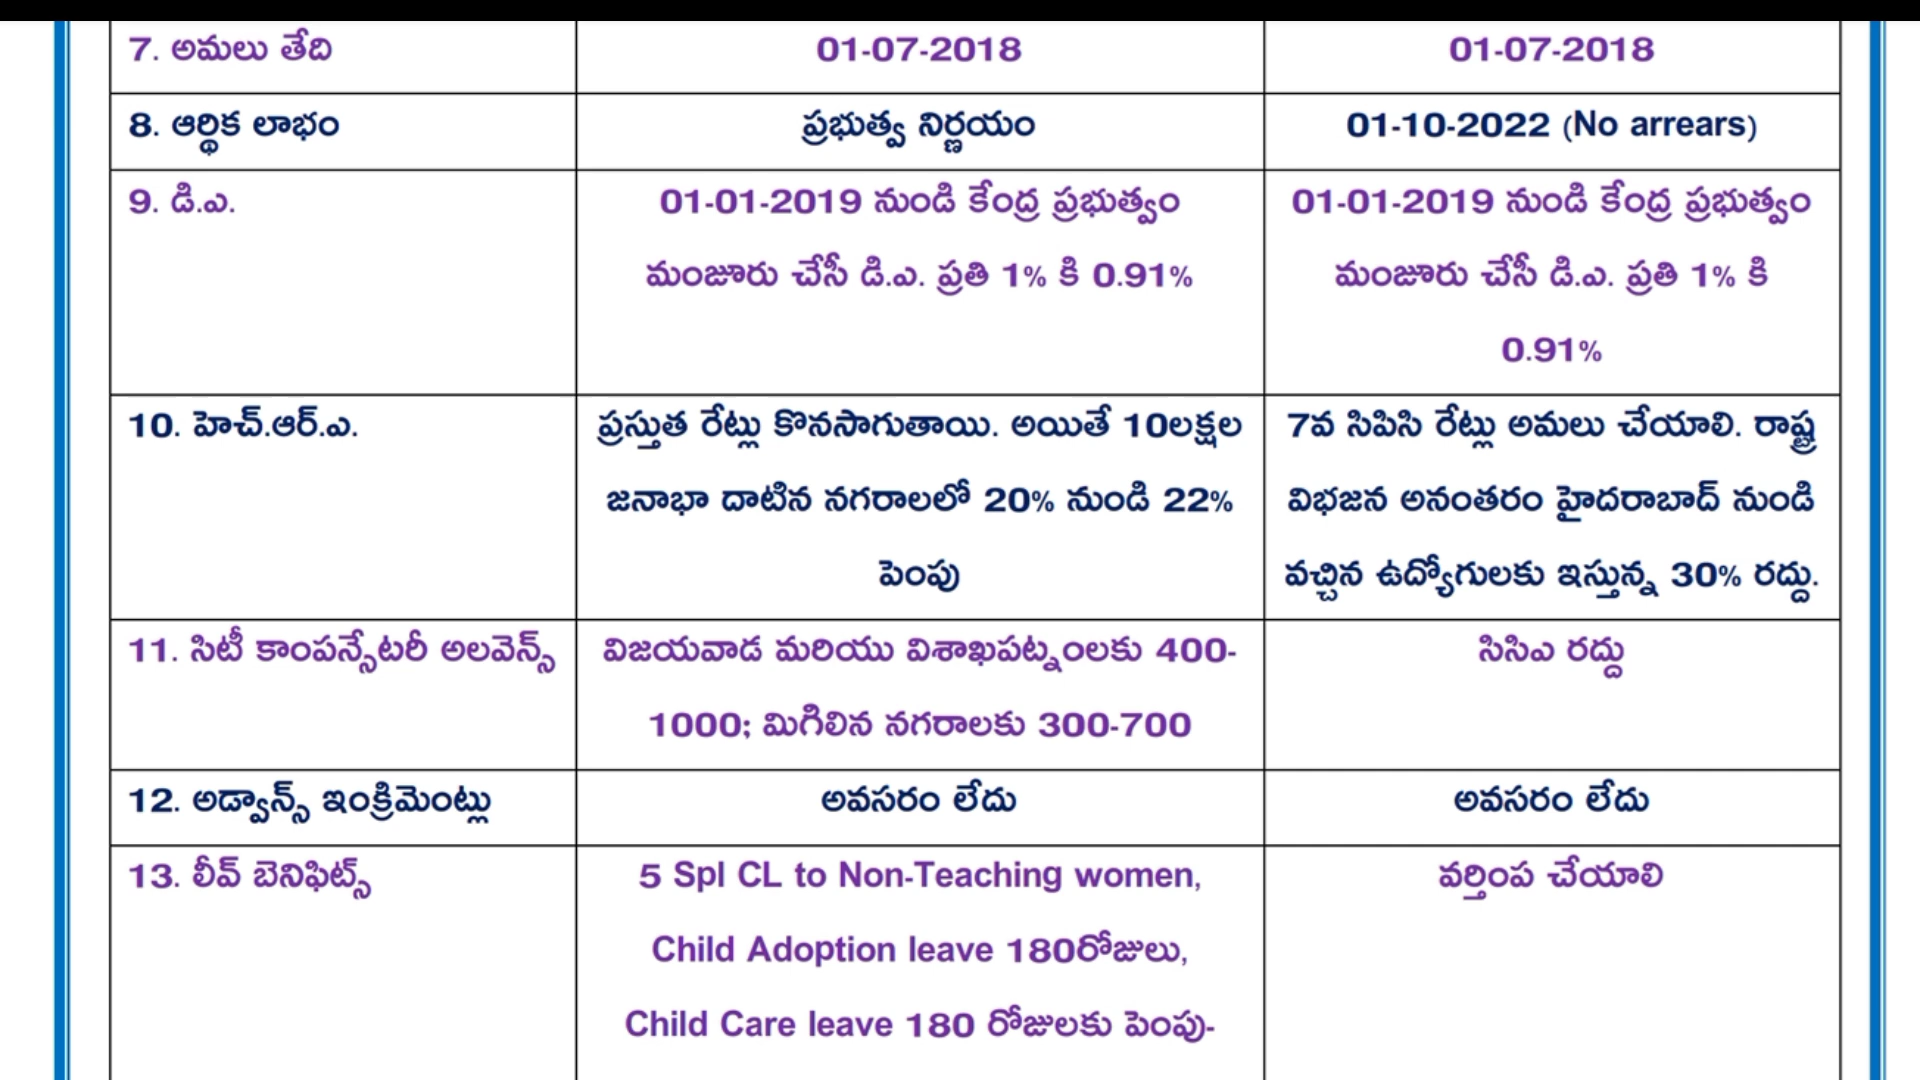 7. అమలు తేది
01-07-2018
01-07-2018
8. ఆర్థిక లాభం
ప్రభుత్వ నిర్ణయం
01-10-2022 (No arrears)
9. డి.ఎ.
01-01-2019 నుండి కేంద్ర ప్రభుత్వం
మంజూరు చేసీ డి.ఎ. ప్రతి 1% కి 0.91%
01-01-2019 నుండి కేంద్ర ప్రభుత్వం
మంజూరు చేసీ డి.ఎ. ప్రతి 1% కి
0.91%
10. హెచ్.ఆర్.ఎ.
ప్రస్తుత రేట్లు కొనసాగుతాయి. అయితే 10లక్షల
జనాభా దాటిన నగరాలలో 20% నుండి 22%
పెంపు
7వ సిపిసి రేట్లు అమలు చేయాలి. రాష్ట్ర
విభజన అనంతరం హైదరాబాద్ నుండి
వచ్చిన ఉద్యోగులకు ఇస్తున్న 30% రద్దు.
11. సిటీ కాంపన్సేటరీ అలవెన్స్
విజయవాడ మరియు విశాఖపట్నంలకు 400-
1000; మిగిలిన నగరాలకు 300-700
సిసిఎ రద్దు
12. అడ్వాన్స్ ఇంక్రిమెంట్లు
అవసరం లేదు
అవసరం లేదు
13. లీవ్ బెనిఫిట్స్
5 Spl CL to Non-Teaching women,
Child Adoption leave 180రోజులు,
Child Care leave 180 రోజులకు పెంపు-
వర్తింప చేయాలి